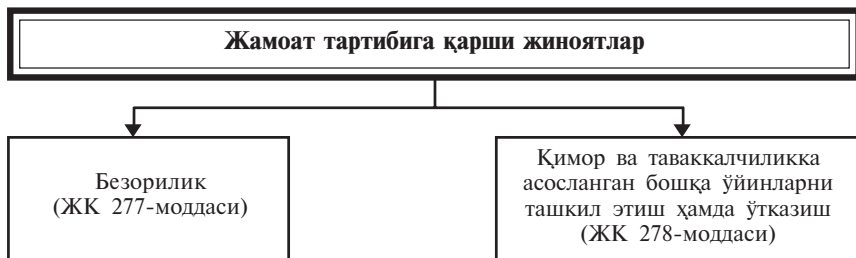 Жамоат тартибига қарши жиноятлар
Безорилик
(ЖК 277-моддаси)
Қимор ва таваккалчиликка
асосланган бошқа ўйинларни
ташкил этиш ҳамда ўтказиш
(ЖК 278-моддаси)